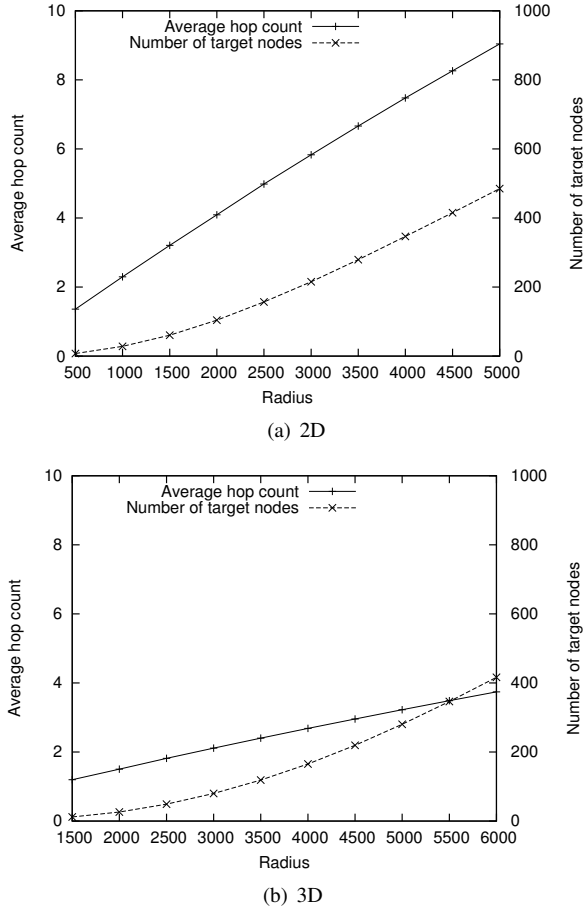 Average hop count
Number of target nodes
10
8
6
4
2
0
Average hop count
1000
800
600
400
200
0
Number of target nodes
500 1000 1500 2000 2500 3000 3500 4000 4500 5000
Radius
(a) 2D
Average hop count
Number of target nodes
10
8
6
4
2
0
Average hop count
1000
800
600
400
200
0
Number of target nodes
1500 2000 2500 3000 3500 4000 4500 5000 5500 6000
Radius
(b) 3D